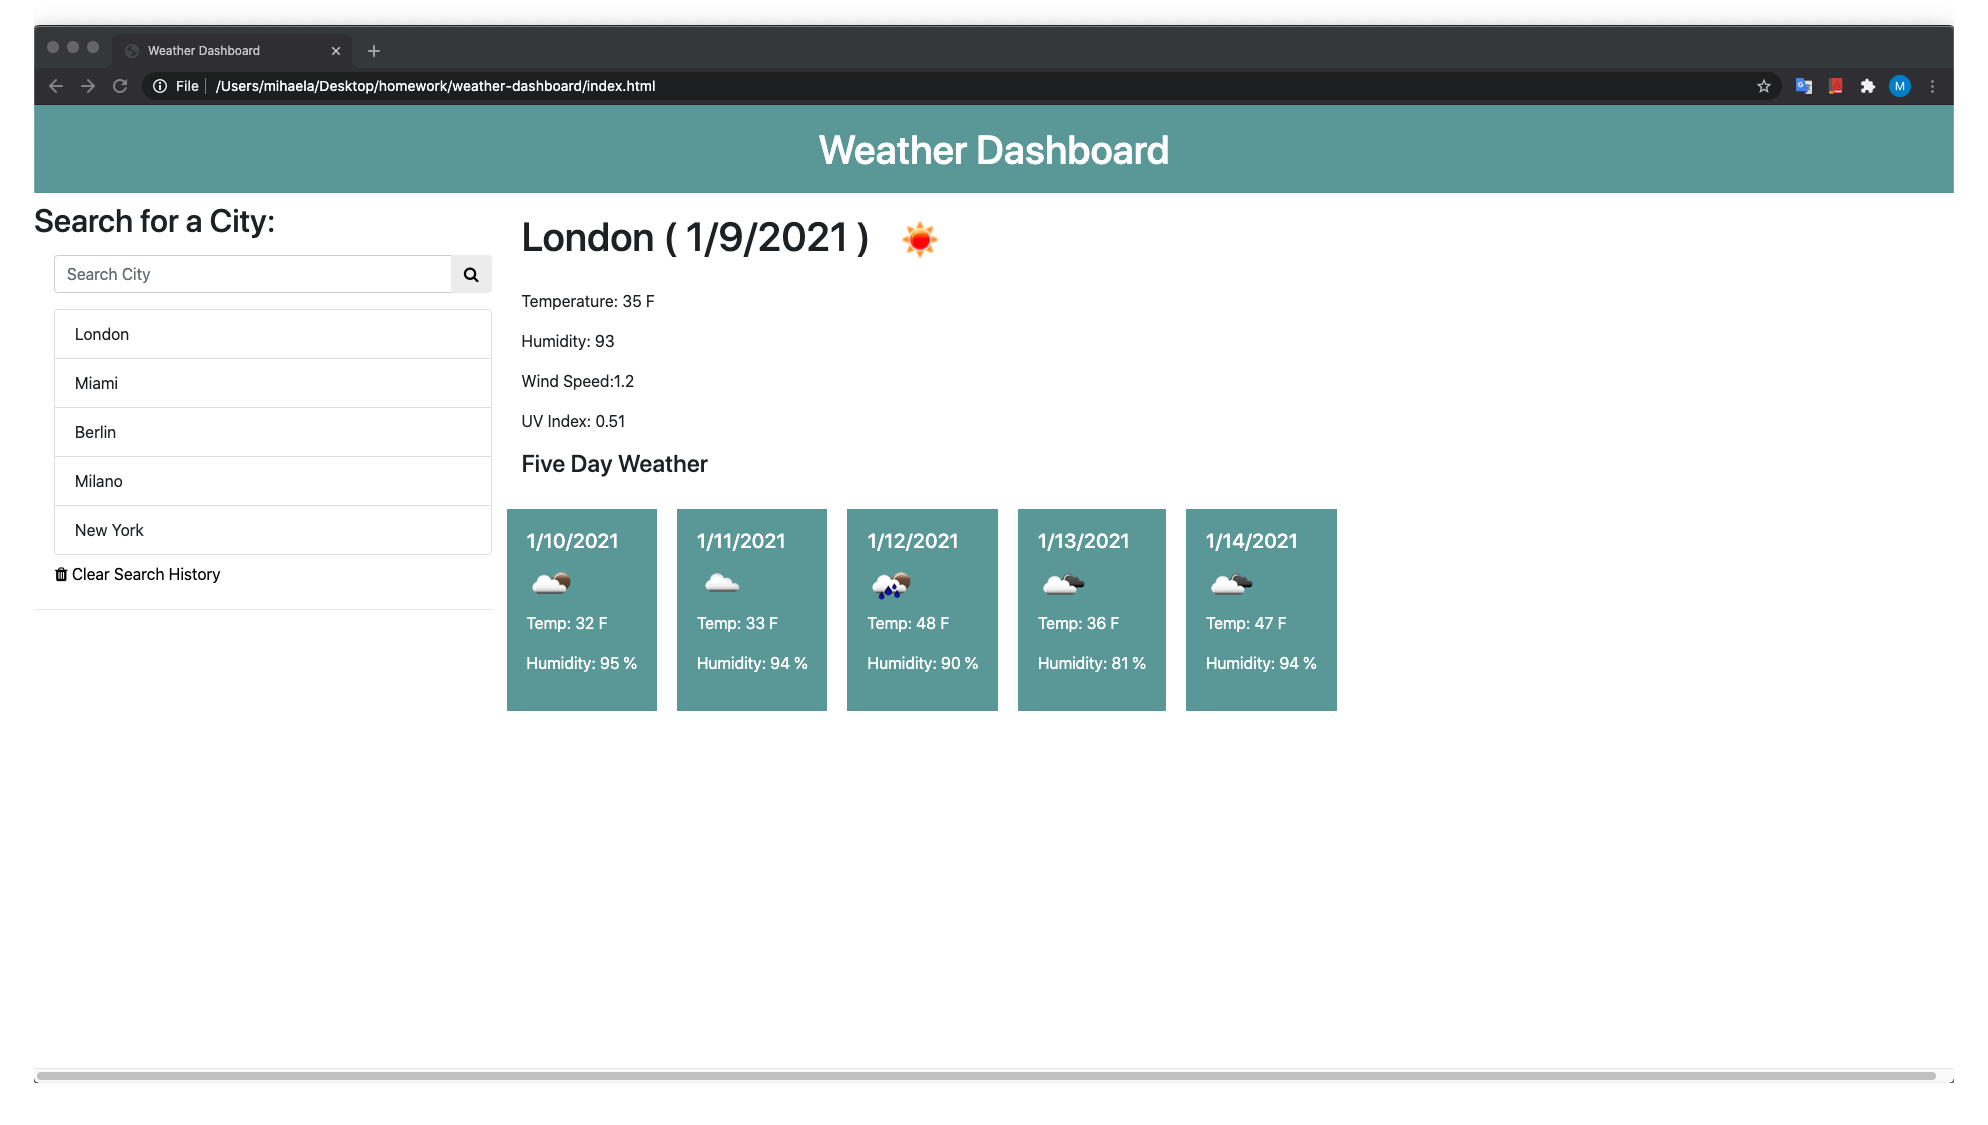 Weather Dashboard
File /Users/mihaela/Desktop/homework/weather-dashboard/index.html
M
Weather Dashboard
Search for a City:
Search City
London
Miami
Berlin
Milano
New York
Clear Search History
London ( 1/9/2021 )
Temperature: 35 F
Humidity: 93
Wind Speed:1.2
UV Index: 0.51
Five Day Weather
1/10/2021
Temp: 32 F
Humidity: 95 %
1/11/2021
Temp: 33 F
Humidity: 94 %
1/12/2021
Temp: 48 F
Humidity: 90 %
1/13/2021
Temp: 36 F
Humidity: 81 %
1/14/2021
Temp: 47 F
Humidity: 94 %